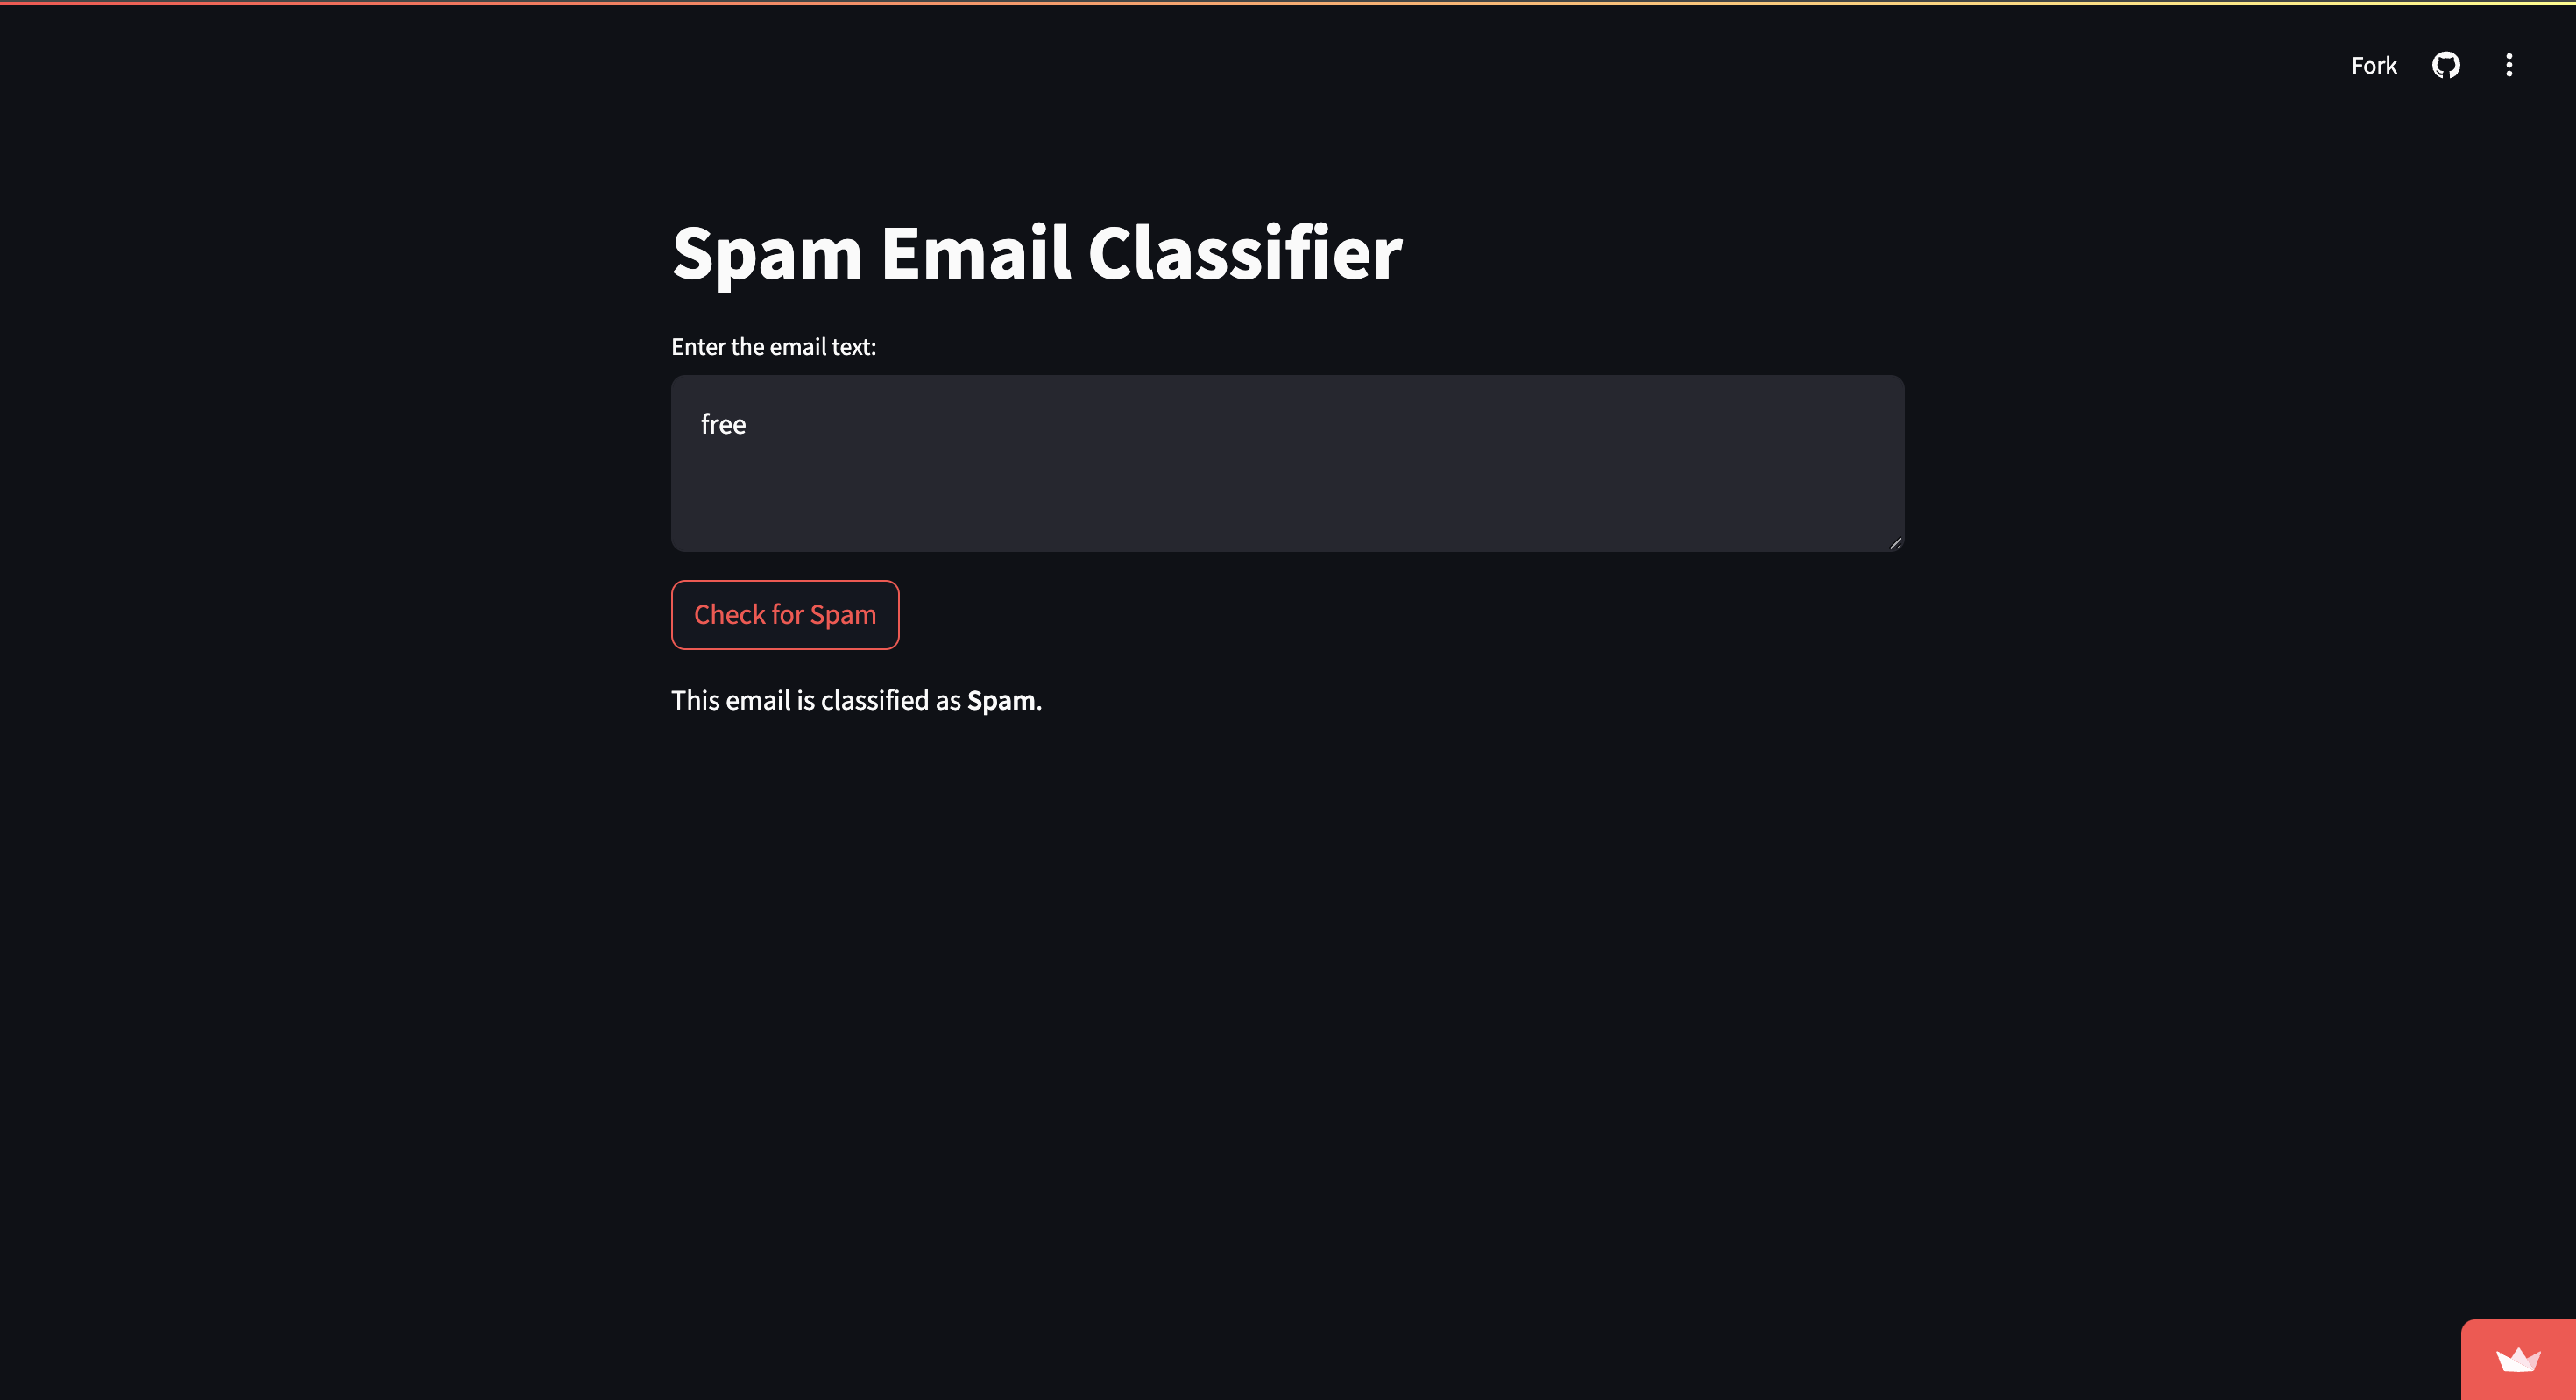 Fork
Spam Email Classifier
Enter the email text:
free
Check for Spam
This email is classified as Spam.